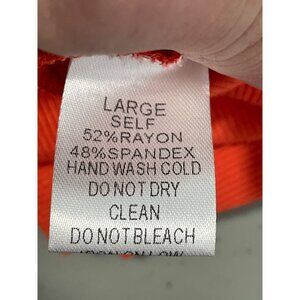 LARGE
SELF
52%RAYON
48%SPANDEX
HAND WASH COLD
DO NOT DRY
CLEAN
DO NOT BLEACH